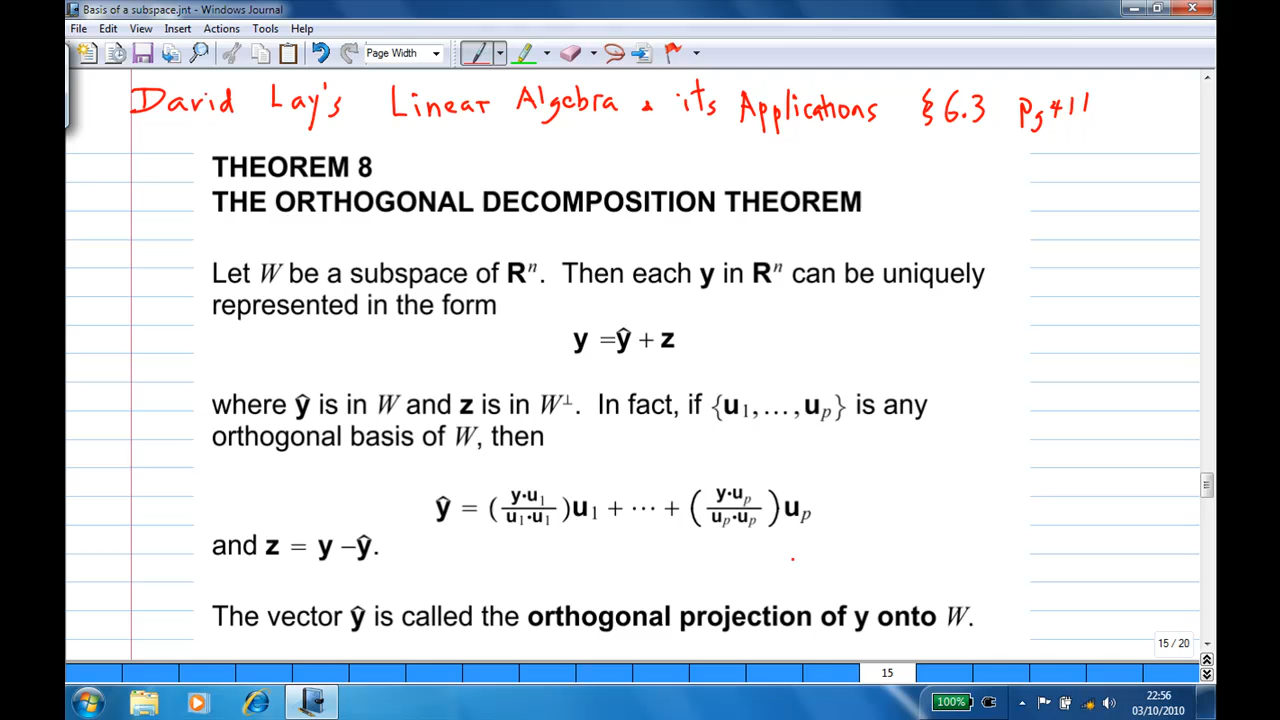 Basis of a subspace.jnt - Windows Journal
File Edit View Insert Actions Tools Help
Page Width
David Lay's Linear Algebra & its Applications § 6.3 pg 411
THEOREM 8
THE ORTHOGONAL DECOMPOSITION THEOREM
Let W be a subspace of Rⁿ. Then each y in Rⁿ can be uniquely
represented in the form
y =ŷ + z
where ŷ is in W and z is in W⊥. In fact, if {u₁,…,uₚ} is any
orthogonal basis of W, then
ŷ = (y·u₁/u₁·u₁)u₁ + ⋯ + (y·uₚ/uₚ·uₚ)uₚ
and z = y −ŷ.
The vector ŷ is called the orthogonal projection of y onto W.
15 / 20
15
100%
22:56
03/10/2010